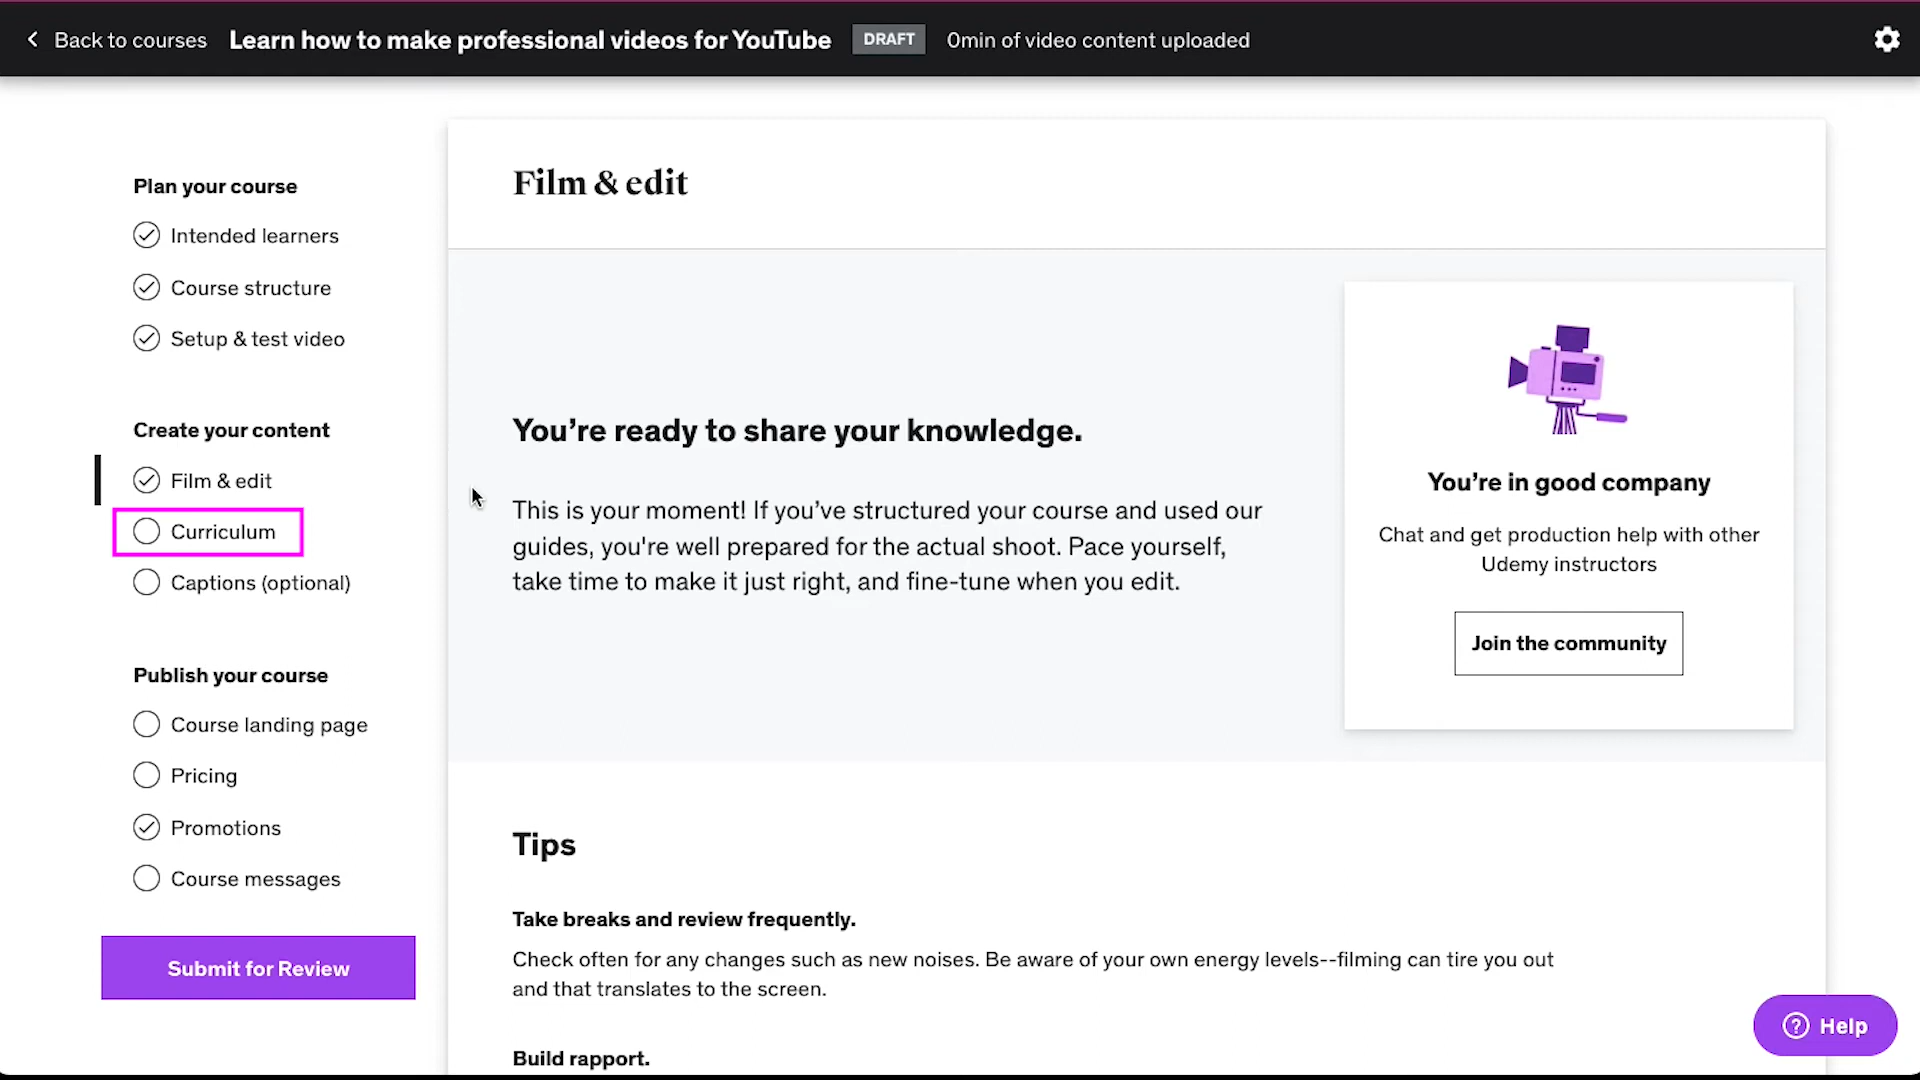 Back to courses Learn how to make professional videos for YouTube DRAFT 0min of video content uploaded
Plan your course
Intended learners
Course structure
Setup & test video
Create your content
Film & edit
Curriculum
Captions (optional)
Publish your course
Course landing page
Pricing
Promotions
Course messages
Submit for Review
Film & edit
You’re ready to share your knowledge.
This is your moment! If you’ve structured your course and used our
guides, you're well prepared for the actual shoot. Pace yourself,
take time to make it just right, and fine-tune when you edit.
You’re in good company
Chat and get production help with other
Udemy instructors
Join the community
Tips
Take breaks and review frequently.
Check often for any changes such as new noises. Be aware of your own energy levels--filming can tire you out
and that translates to the screen.
Build rapport.
? Help